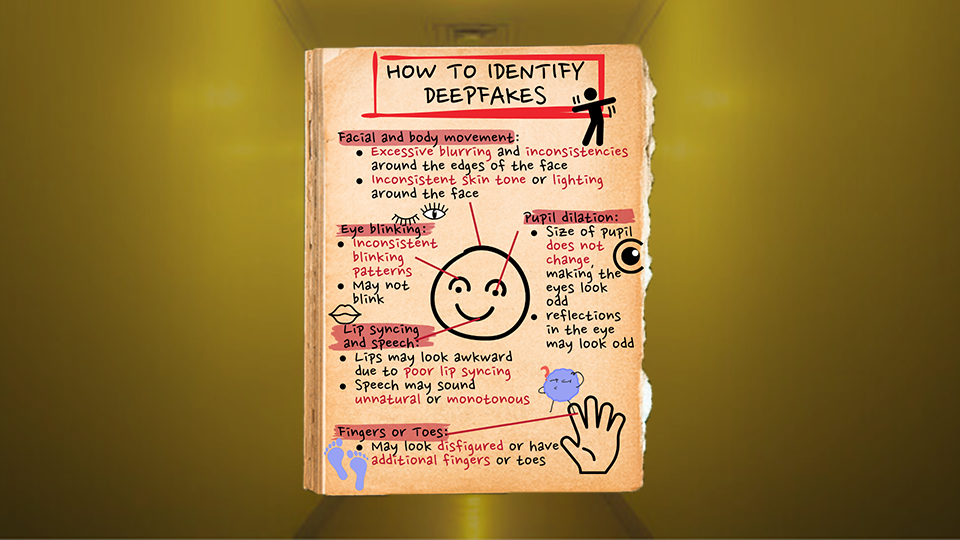 HOW TO IDENTIFY
DEEPFAKES
Facial and body movement:
• Excessive blurring and inconsistencies
around the edges of the face
• Inconsistent skin tone or lighting
around the face
Eye blinking:
• Inconsistent
blinking
patterns
• May not
blink
Pupil dilation:
• Size of pupil
does not
change,
making the
eyes look
odd
• reflections
in the eye
may look odd
Lip syncing
and speech:
• Lips may look awkward
due to poor lip syncing
• Speech may sound
unnatural or monotonous
Fingers or Toes:
• May look disfigured or have
additional fingers or toes